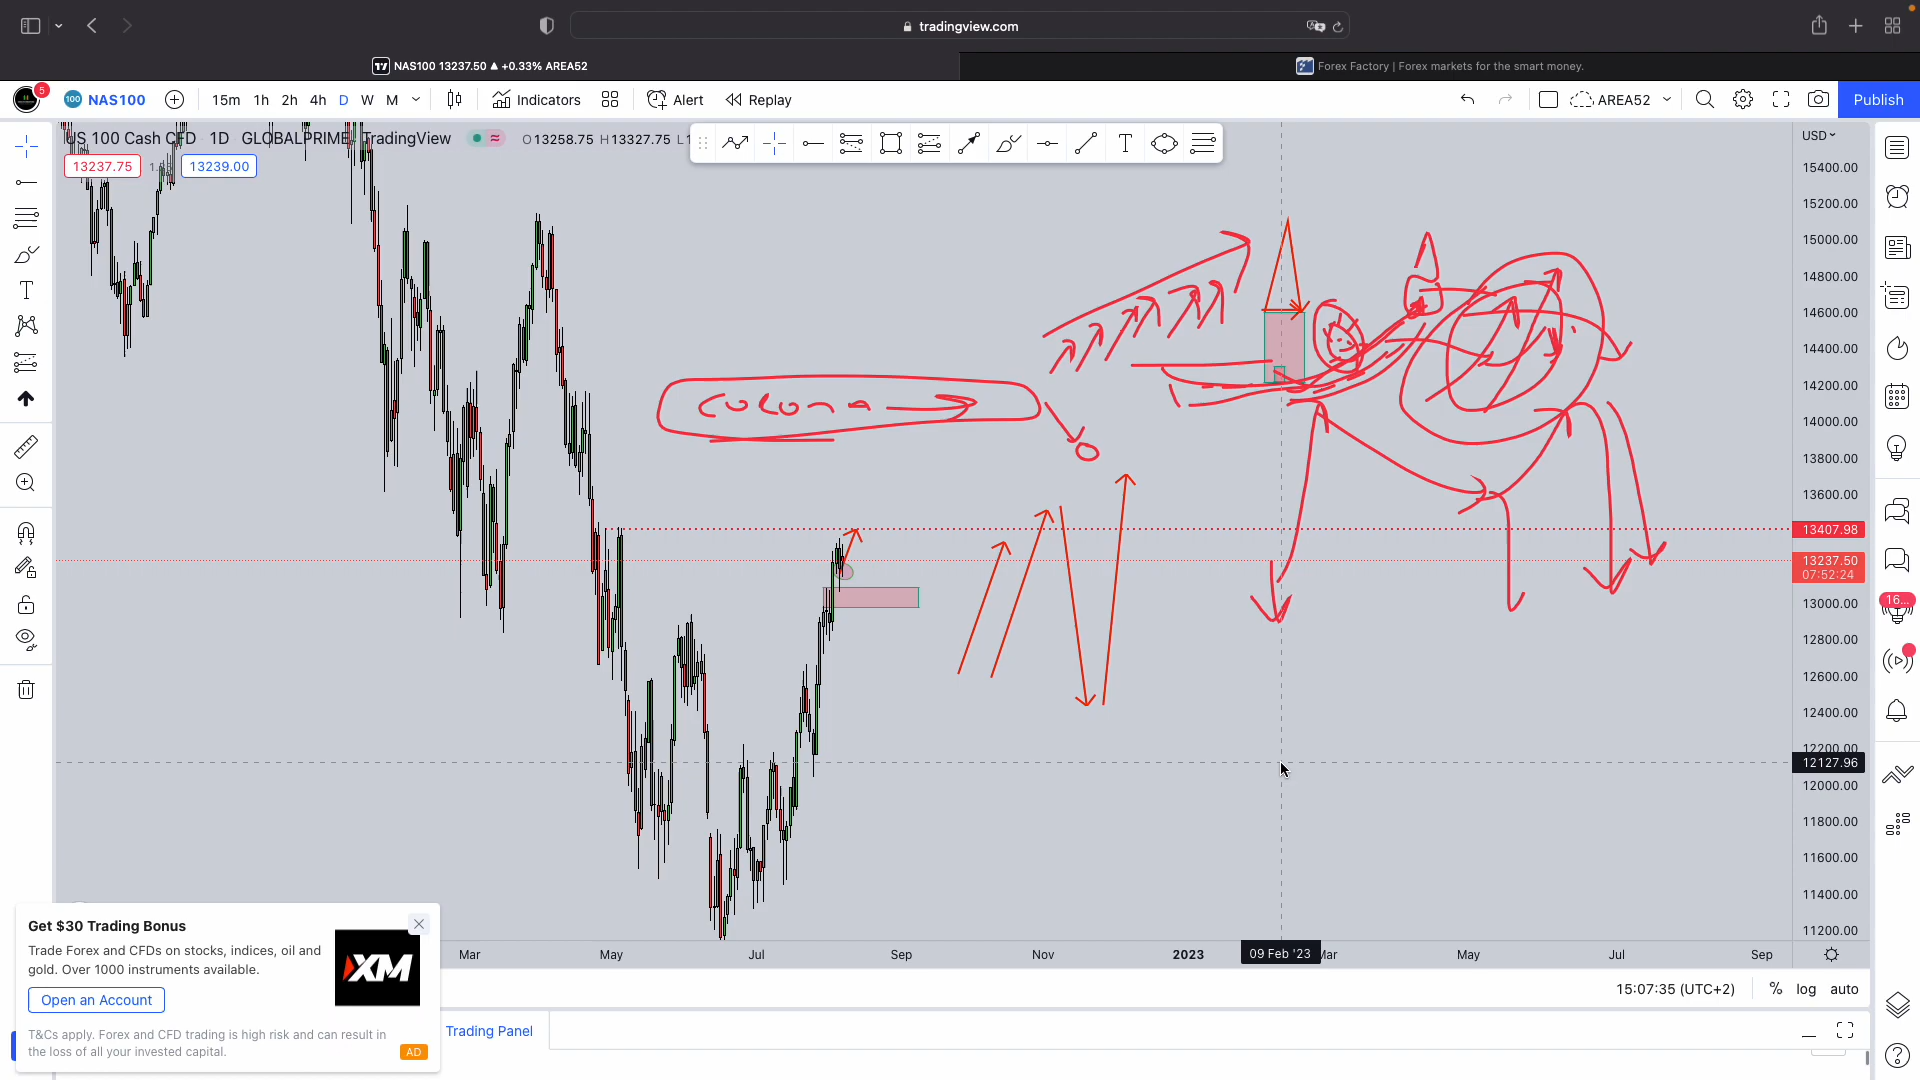 tradingview.com
NAS100 13237.50 ▲ +0.33% AREA52
Forex Factory | Forex markets for the smart money.
5
100 NAS100 15m 1h 2h 4h D W M Indicators Alert Replay AREA52 Publish
US 100 Cash CFD 1D GLOBALPRIME TradingView O13258.75 H13327.75
USD
13237.75
13239.00
15400.00
15200.00
15000.00
14800.00
14600.00
14400.00
14200.00
COLONA
14000.00
13800.00
13600.00
13407.98
13237.50
07:52:24
13000.00
16...
12800.00
12600.00
12400.00
12200.00
12127.96
12000.00
11800.00
11600.00
11400.00
11200.00
Mar May Jul Sep Nov 2023 09 Feb '23 Mar May Jul Sep
Get $30 Trading Bonus
Trade Forex and CFDs on stocks, indices, oil and
gold. Over 1000 instruments available.
XM
Open an Account
T&Cs apply. Forex and CFD trading is high risk and can result in
the loss of all your invested capital.
AD
15:07:35 (UTC+2) % log auto
Trading Panel